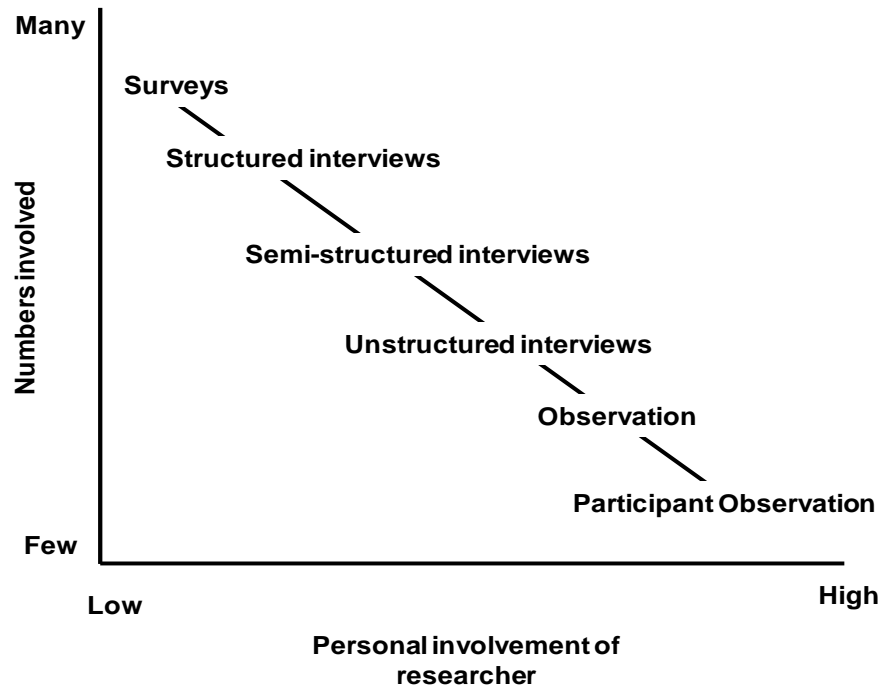 Many
Surveys
Structured interviews
Numbers involved
Semi-structured interviews
Unstructured interviews
Observation
Participant Observation
Few
Low
High
Personal involvement of
researcher